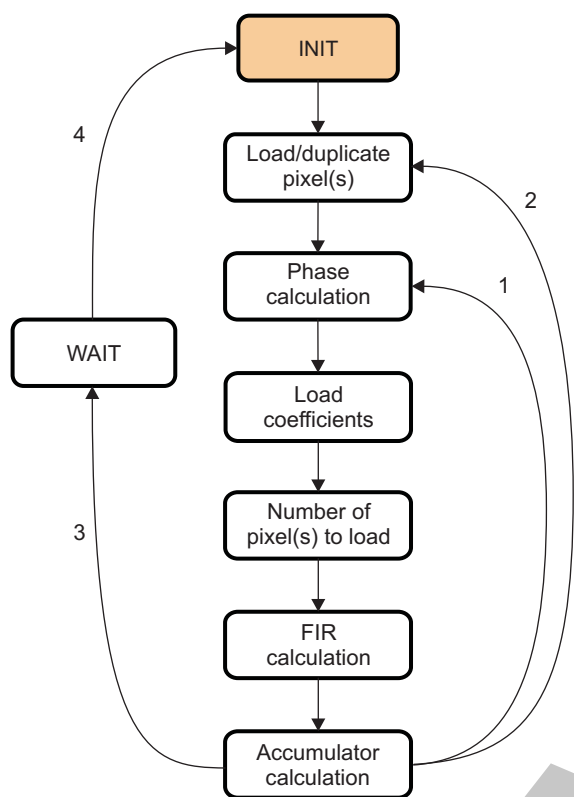 INIT
4
Load/duplicate
pixel(s)
2
Phase
calculation
1
WAIT
Load
coefficients
3
Number of
pixel(s) to load
FIR
calculation
Accumulator
calculation